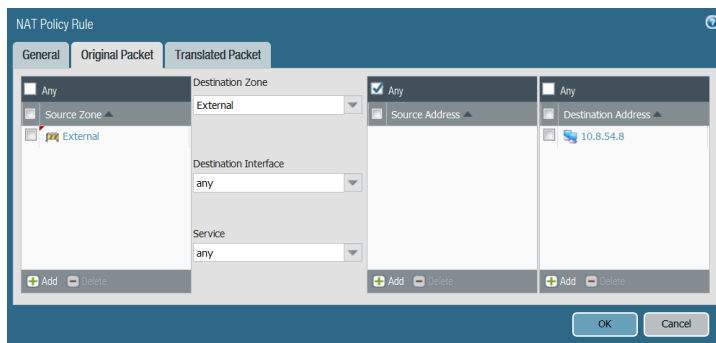 NAT Policy Rule
General
Original Packet
Translated Packet
Any
Source Zone
External
Add
Delete
Destination Zone
External
Destination Interface
any
Service
any
Any
Source Address
Add
Delete
Any
Destination Address
10.8.54.8
Add
Delete
OK
Cancel